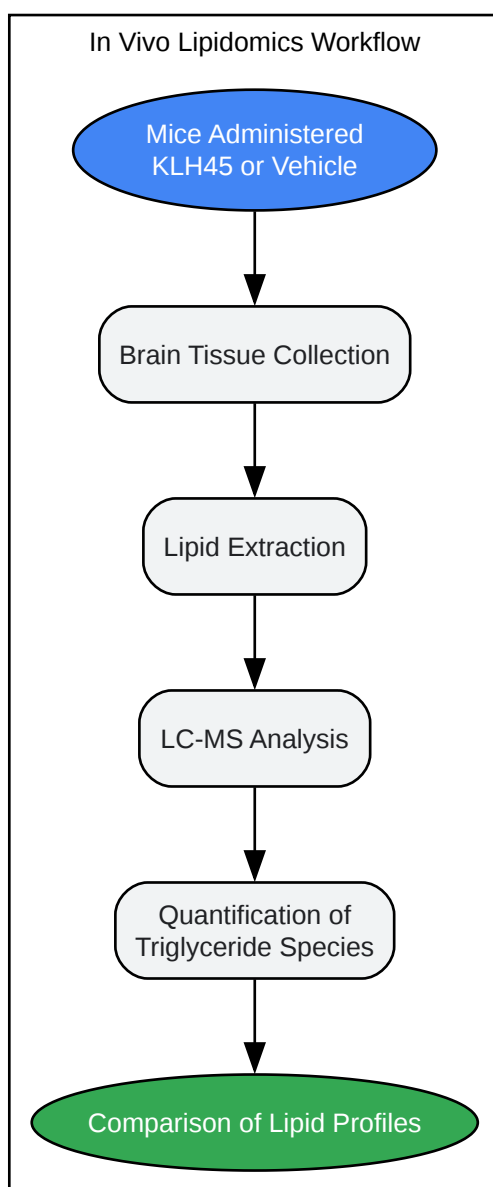 In Vivo Lipidomics Workflow
Mice Administered
KLH45 or Vehicle
Brain Tissue Collection
Lipid Extraction
LC-MS Analysis
Quantification of
Triglyceride Species
Comparison of Lipid Profiles